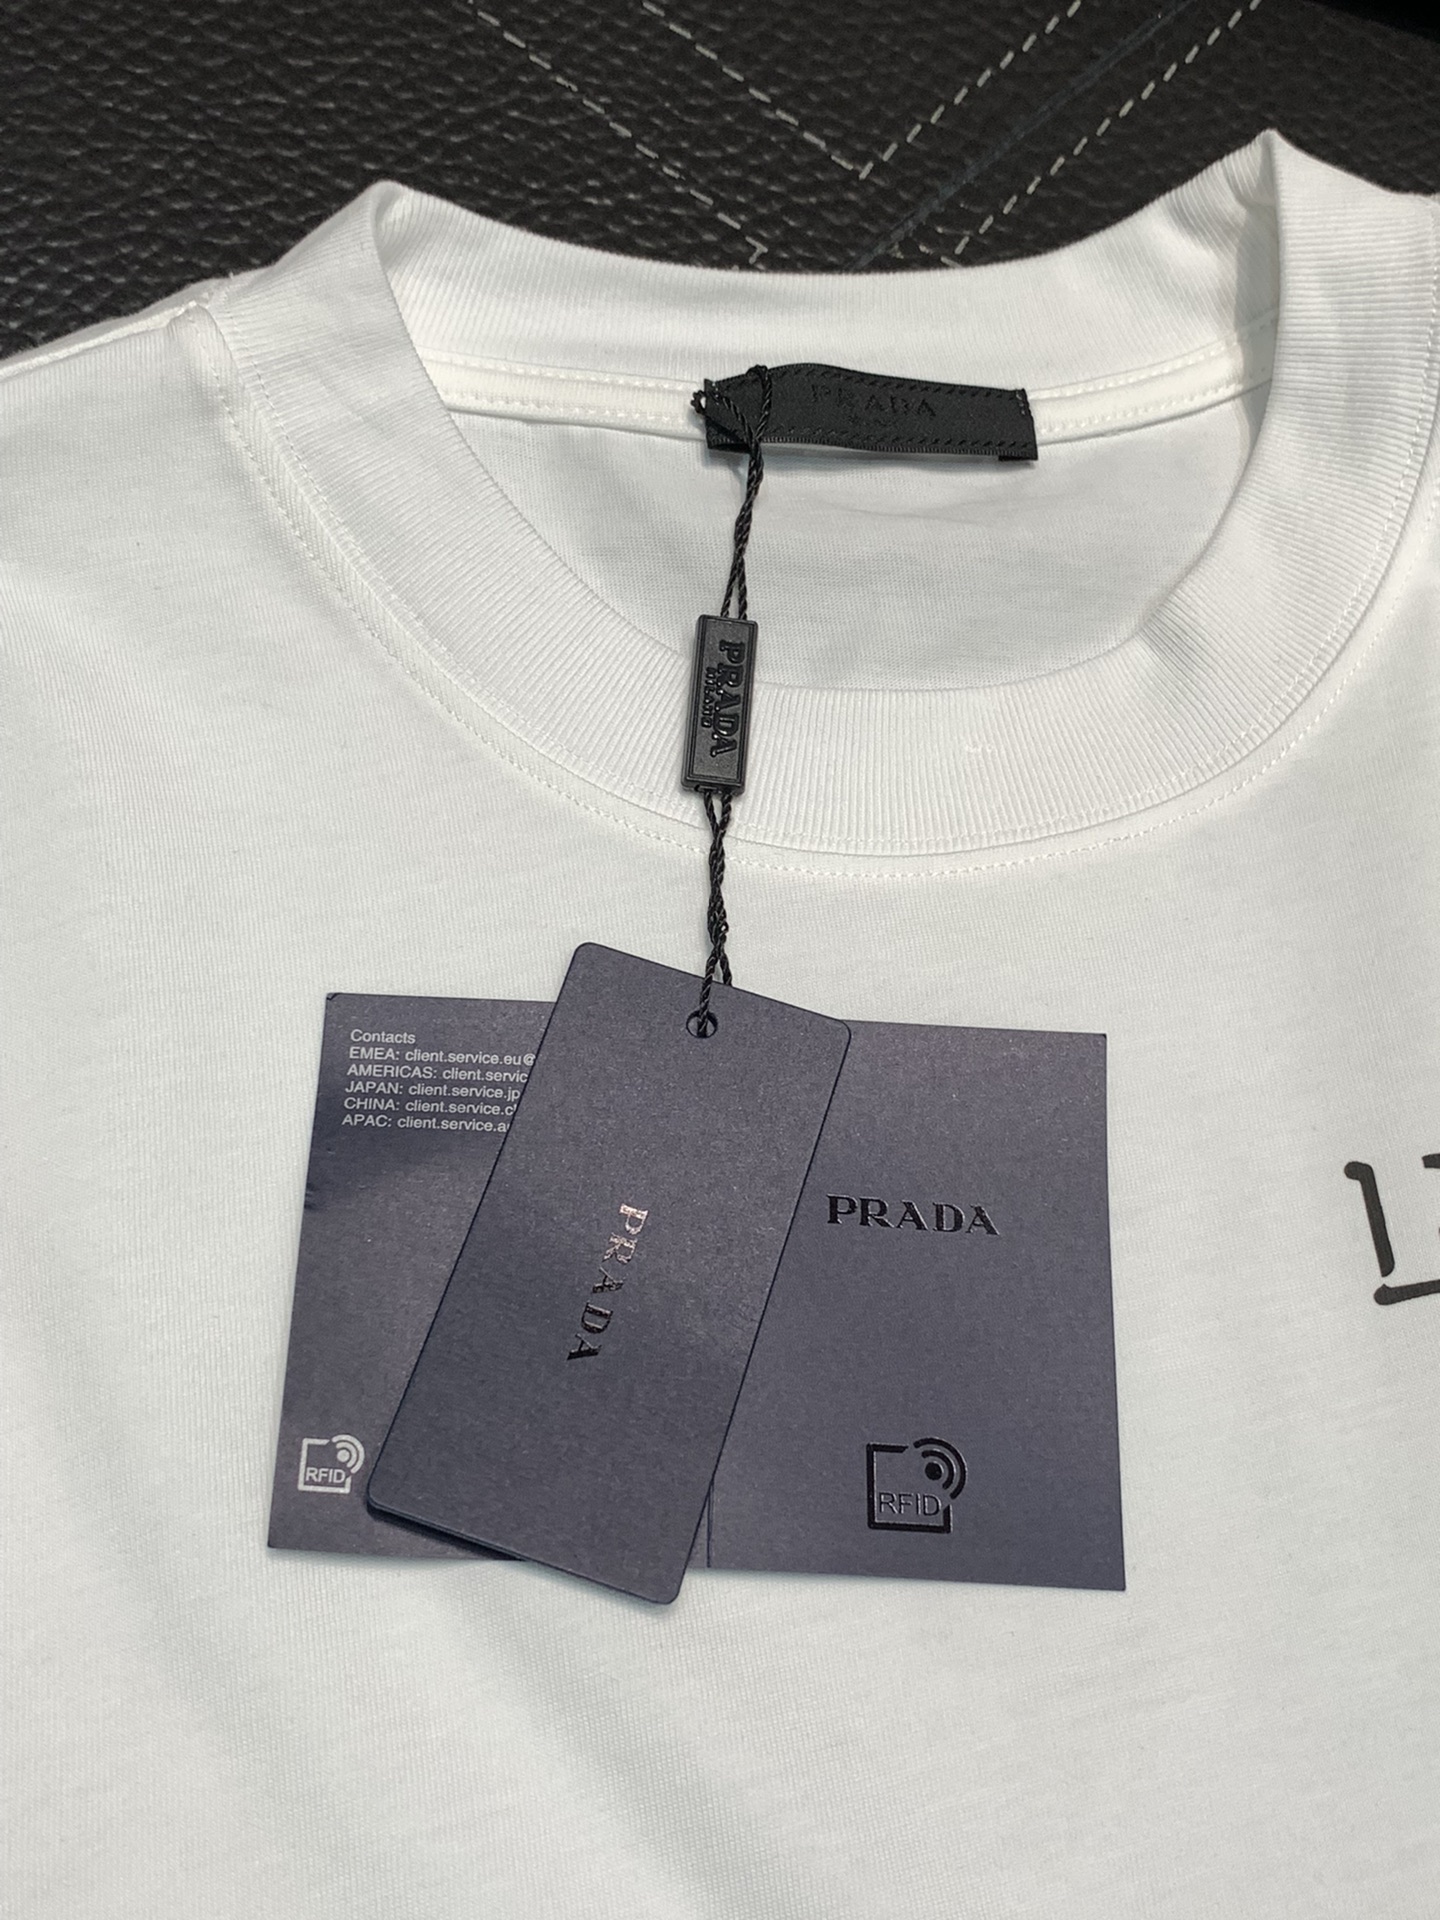 PRADA
PRADA
MILANO
Contacts
EMEA: client.service.eu@
AMERICAS: client.servic
JAPAN: client.service.jp
CHINA: client.service.c
APAC: client.service.a
PRADA
PRADA
RFID
RFID